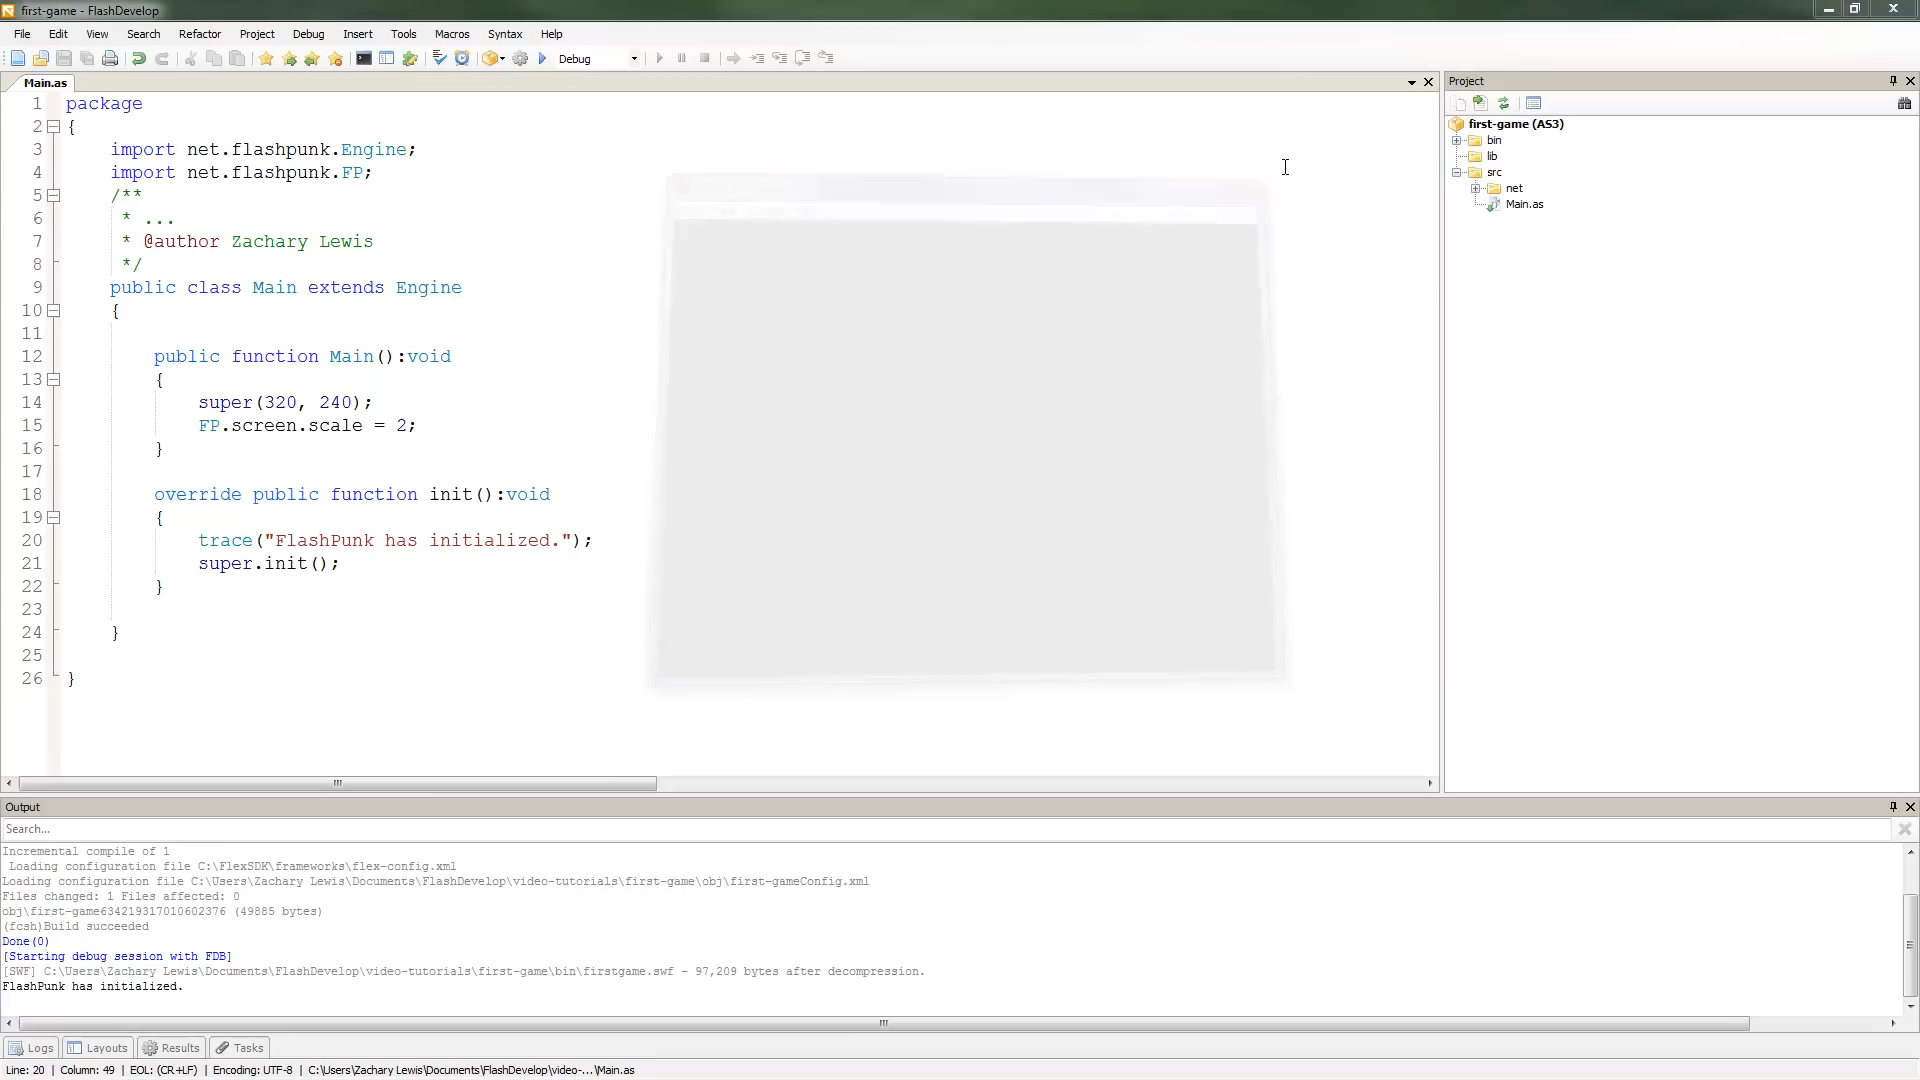 first-game - FlashDevelop
File Edit View Search Refactor Project Debug Insert Tools Macros Syntax Help
Debug
Main.as
1 package
2 {
3 import net.flashpunk.Engine;
4 import net.flashpunk.FP;
5 /**
6 * ...
7 * @author Zachary Lewis
8 */
9 public class Main extends Engine
10 {
11
12 public function Main():void
13 {
14 super(320, 240);
15 FP.screen.scale = 2;
16 }
17
18 override public function init():void
19 {
20 trace("FlashPunk has initialized.");
21 super.init();
22 }
23
24 }
25
26 }
Project
first-game (AS3)
bin
lib
src
net
Main.as
Output
Search...
Incremental compile of 1
Loading configuration file C:\FlexSDK\frameworks\flex-config.xml
Loading configuration file C:\Users\Zachary Lewis\Documents\FlashDevelop\video-tutorials\first-game\obj\first-gameConfig.xml
Files changed: 1 Files affected: 0
obj\first-game634219317010602376 (49885 bytes)
(fcsh)Build succeeded
Done(0)
[Starting debug session with FDB]
[SWF] C:\Users\Zachary Lewis\Documents\FlashDevelop\video-tutorials\first-game\bin\firstgame.swf - 97,209 bytes after decompression.
FlashPunk has initialized.
Logs Layouts Results Tasks
Line: 20 | Column: 49 | EOL: (CR+LF) | Encoding: UTF-8 | C:\Users\Zachary Lewis\Documents\FlashDevelop\video-...\Main.as